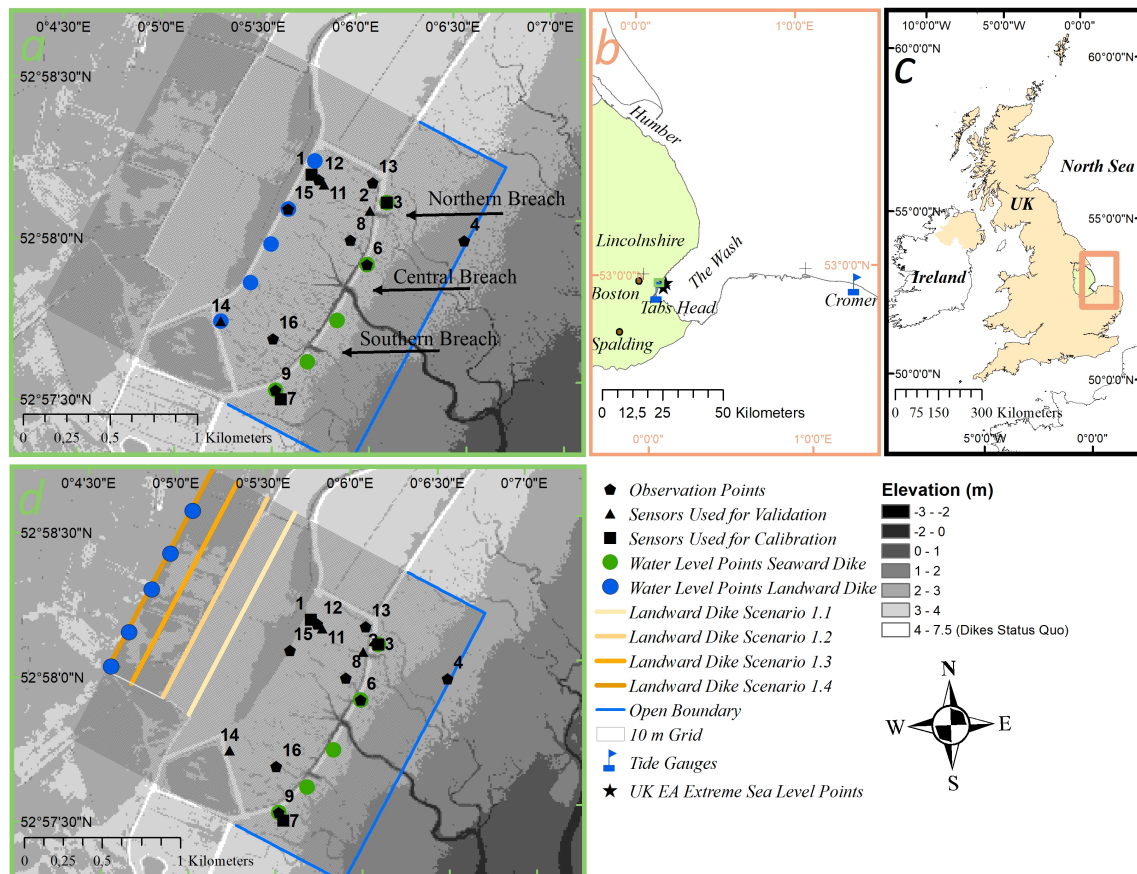 a
0°4'30"E 0°5'0"E 0°5'30"E 0°6'0"E 0°6'30"E 0°7'0"E
52°58'30"N
52°58'0"N
52°57'30"N
1
12
13
11
2
3
15
8
4
6
14
16
9
7
Northern Breach
Central Breach
Southern Breach
0 0,25 0,5 1 Kilometers
b
0°0'0" 1°0'0"E
Humber
Lincolnshire
The Wash
53°0'0"N 53°0'0"N
Boston
Tabs Head
Cromer
Spalding
0 12,5 25 50 Kilometers
0°0'0" 1°0'0"E
c
10°0'0"W 5°0'0"W 0°0'0"
60°0'0"N 60°0'0"N
North Sea
UK
55°0'0"N 55°0'0"N
Ireland
50°0'0"N 50°0'0"N
0 75 150 300 Kilometers
5°0'0"W 0°0'0"
d
0°4'30"E 0°5'0"E 0°5'30"E 0°6'0"E 0°6'30"E 0°7'0"E
52°58'30"N
52°58'0"N
52°57'30"N
1
12
13
11
2
3
15
8
4
6
14
16
9
7
0 0,25 0,5 1 Kilometers
Observation Points
Sensors Used for Validation
Sensors Used for Calibration
Water Level Points Seaward Dike
Water Level Points Landward Dike
Landward Dike Scenario 1.1
Landward Dike Scenario 1.2
Landward Dike Scenario 1.3
Landward Dike Scenario 1.4
Open Boundary
10 m Grid
Tide Gauges
UK EA Extreme Sea Level Points
Elevation (m)
-3 - -2
-2 - 0
0 - 1
1 - 2
2 - 3
3 - 4
4 - 7.5 (Dikes Status Quo)
N
W E
S